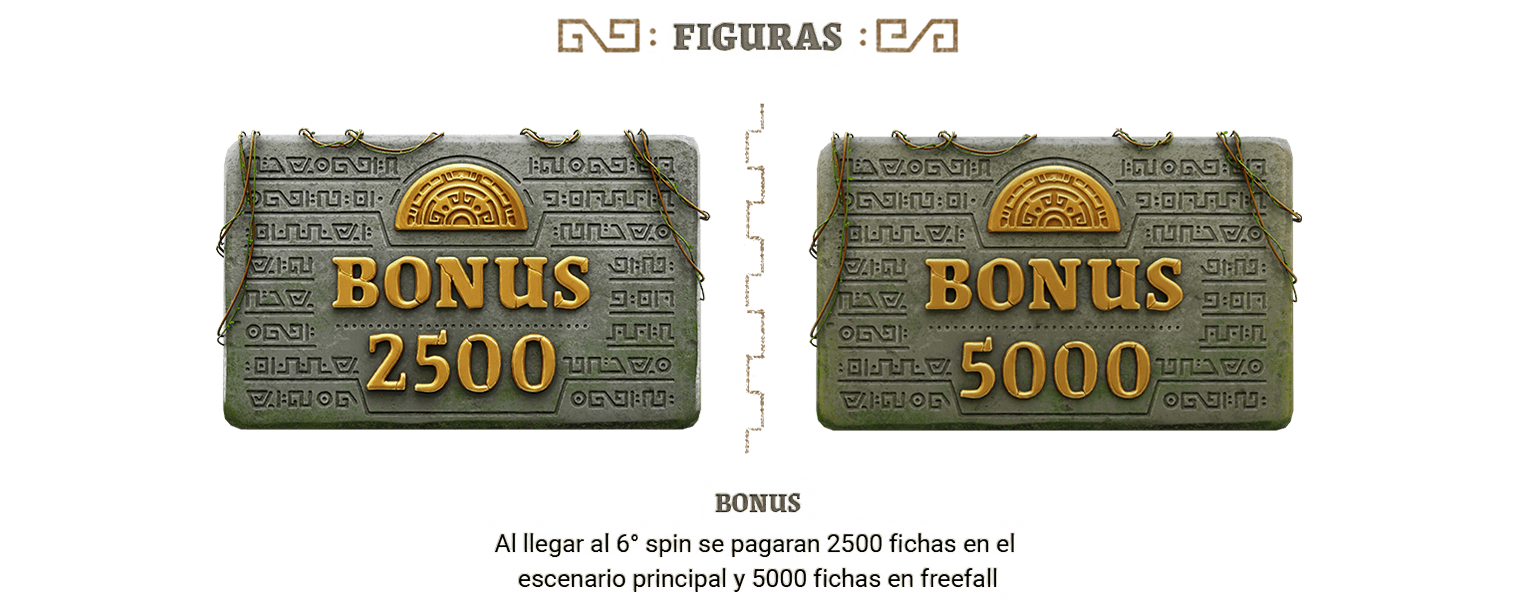 FIGURAS
BONUS
2500
BONUS
5000
BONUS
Al llegar al 6° spin se pagaran 2500 fichas en el
escenario principal y 5000 fichas en freefall